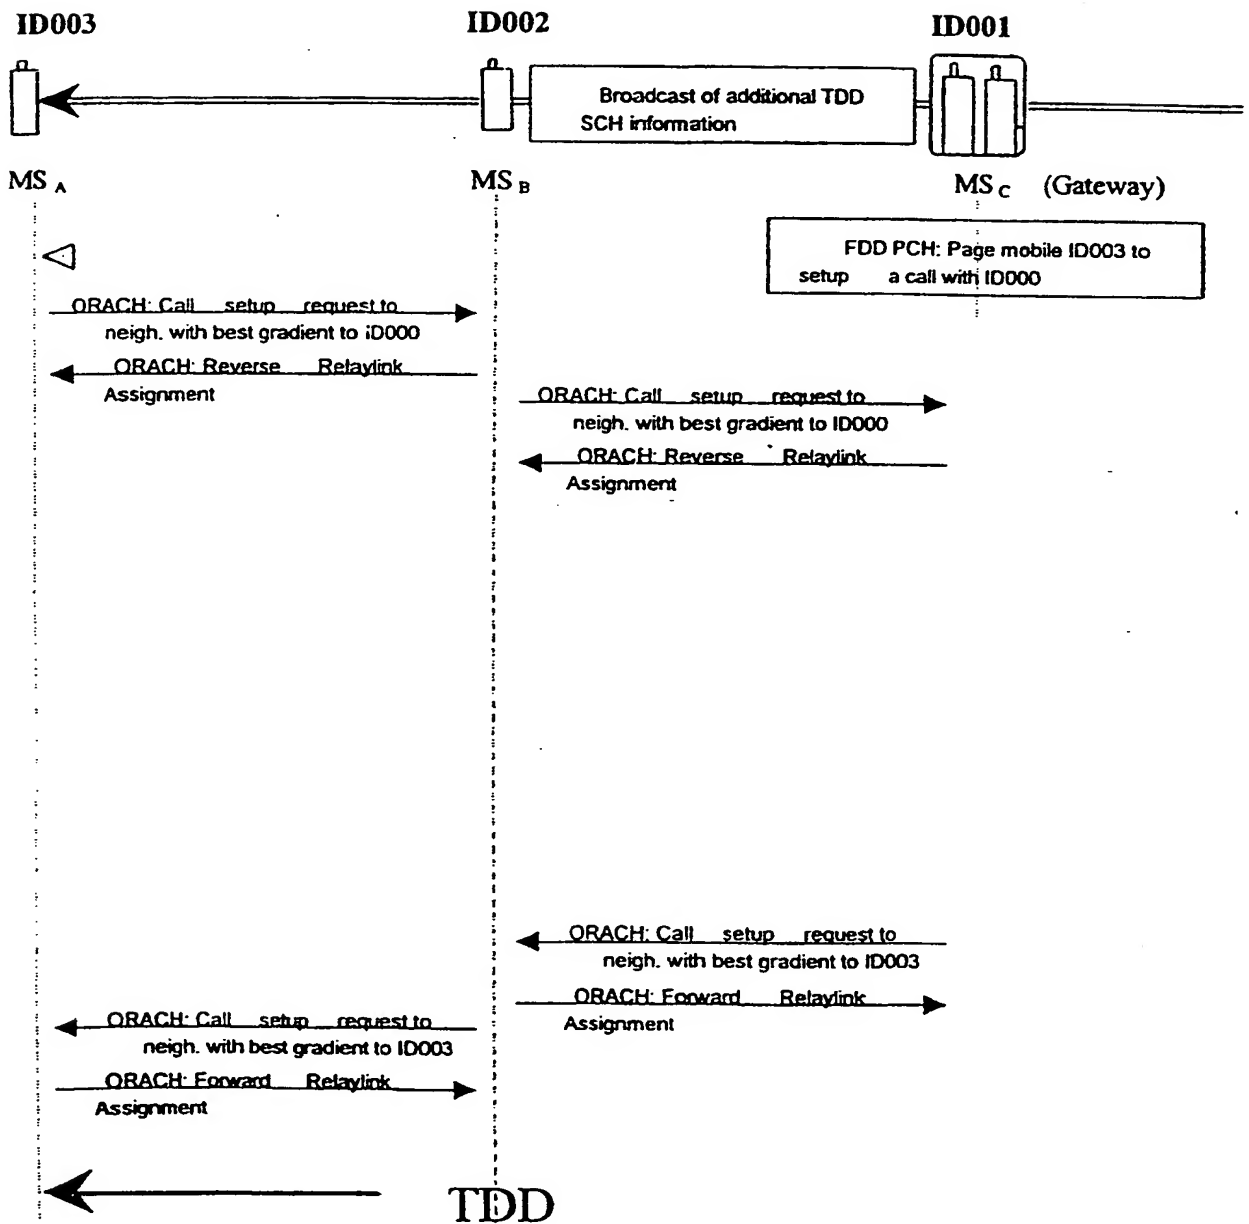 ID003
ID002
ID001
Broadcast of additional TDD
SCH information
MS A
MS B
MS C (Gateway)
FDD PCH: Page mobile ID003 to
setup a call with ID000
ORACH: Call setup request to
neigh. with best gradient to ID000
ORACH: Reverse Relaylink
Assignment
ORACH: Call setup request to
neigh. with best gradient to ID000
ORACH: Reverse Relaylink
Assignment
ORACH: Call setup request to
neigh. with best gradient to ID003
ORACH: Forward Relaylink
Assignment
ORACH: Call setup request to
neigh. with best gradient to ID003
ORACH: Forward Relaylink
Assignment
TDD